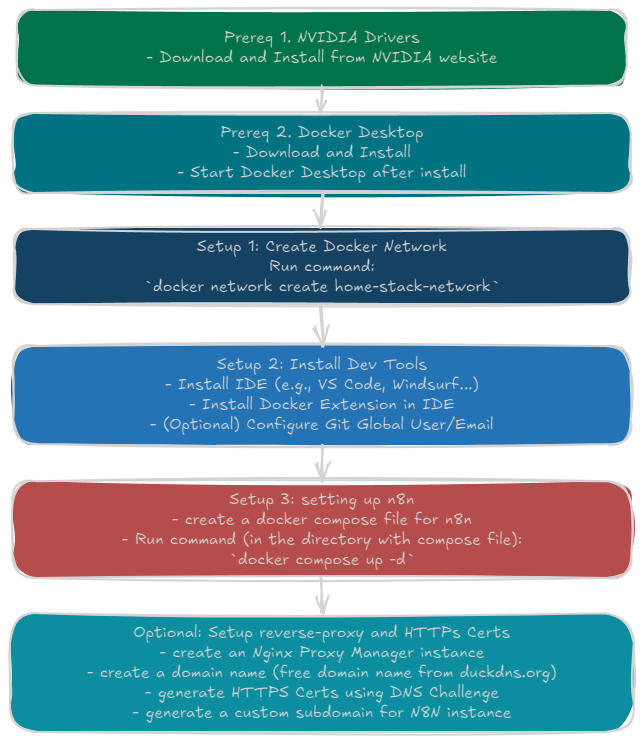 Prereq 1. NVIDIA Drivers
- Download and Install from NVIDIA website
Prereq 2. Docker Desktop
- Download and Install
- Start Docker Desktop after install
Setup 1: Create Docker Network
Run command:
`docker network create home-stack-network`
Setup 2: Install Dev Tools
- Install IDE (e.g., VS Code, Windsurf...)
- Install Docker Extension in IDE
- (Optional) Configure Git Global User/Email
Setup 3: setting up n8n
- create a docker compose file for n8n
- Run command (in the directory with compose file):
`docker compose up -d`
Optional: Setup reverse-proxy and HTTPs Certs
- create an Nginx Proxy Manager instance
- create a domain name (free domain name from duckdns.org)
- generate HTTPS Certs using DNS Challenge
- generate a custom subdomain for N8N instance